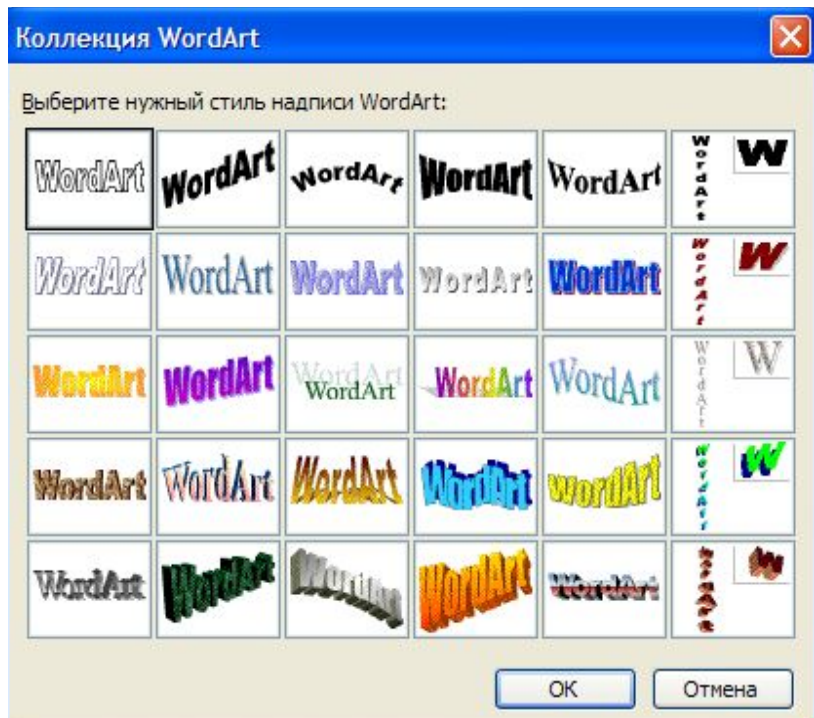 Коллекция WordArt
Выберите нужный стиль надписи WordArt:
WordArt WordArt WordArt WordArt WordArt WordArt W
WordArt WordArt WordArt WordArt WordArt WordArt W
WordArt WordArt WordArt WordArt WordArt WordArt WordArt W
WordArt WordArt WordArt WordArt WordArt WordArt W
WordArt WordArt WordArt WordArt WordArt WordArt W
ОК Отмена